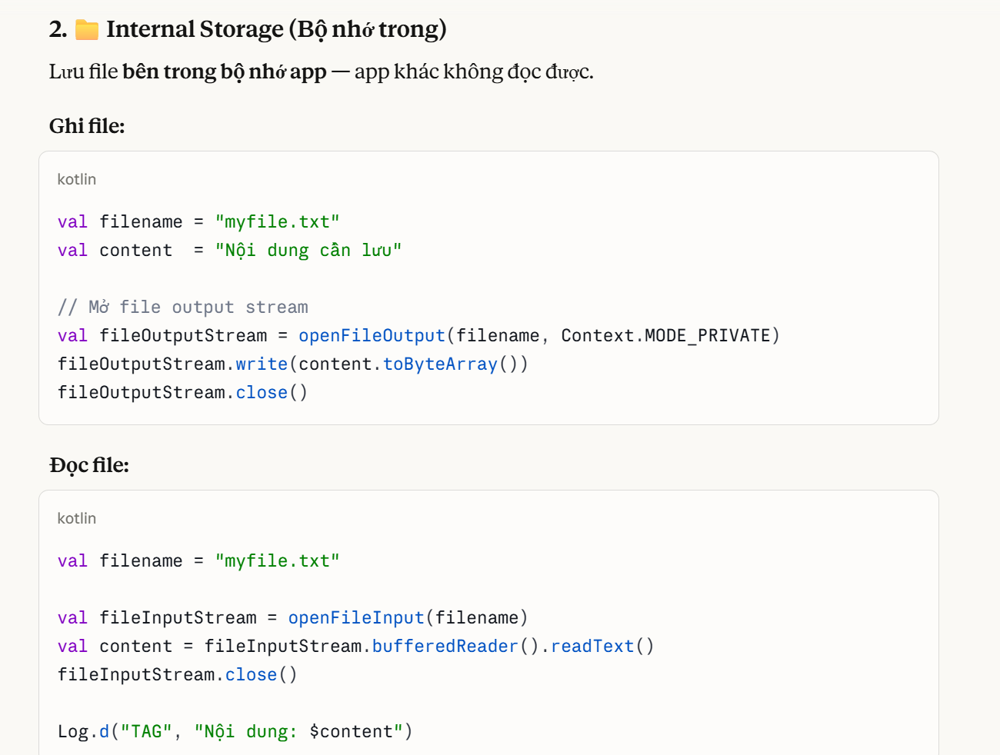 2. 📁 Internal Storage (Bộ nhớ trong)
Lưu file bên trong bộ nhớ app — app khác không đọc được.
Ghi file:
kotlin
val filename = "myfile.txt"
val content  = "Nội dung cần lưu"
// Mở file output stream
val fileOutputStream = openFileOutput(filename, Context.MODE_PRIVATE)
fileOutputStream.write(content.toByteArray())
fileOutputStream.close()
Đọc file:
kotlin
val filename = "myfile.txt"
val fileInputStream = openFileInput(filename)
val content = fileInputStream.bufferedReader().readText()
fileInputStream.close()
Log.d("TAG", "Nội dung: $content")